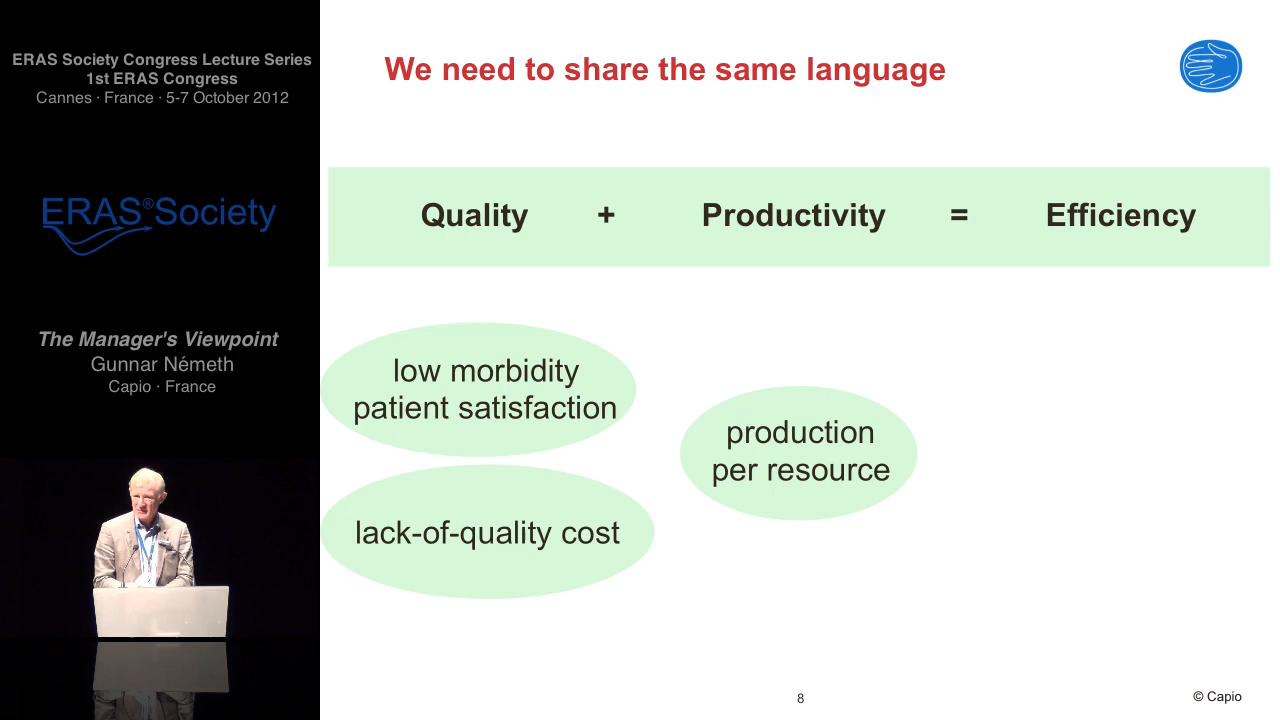 ERAS Society Congress Lecture Series
1st ERAS Congress
Cannes · France · 5-7 October 2012
ERAS®Society
The Manager's Viewpoint
Gunnar Németh
Capio · France
We need to share the same language
Quality + Productivity = Efficiency
low morbidity
patient satisfaction
production
per resource
lack-of-quality cost
8
© Capio